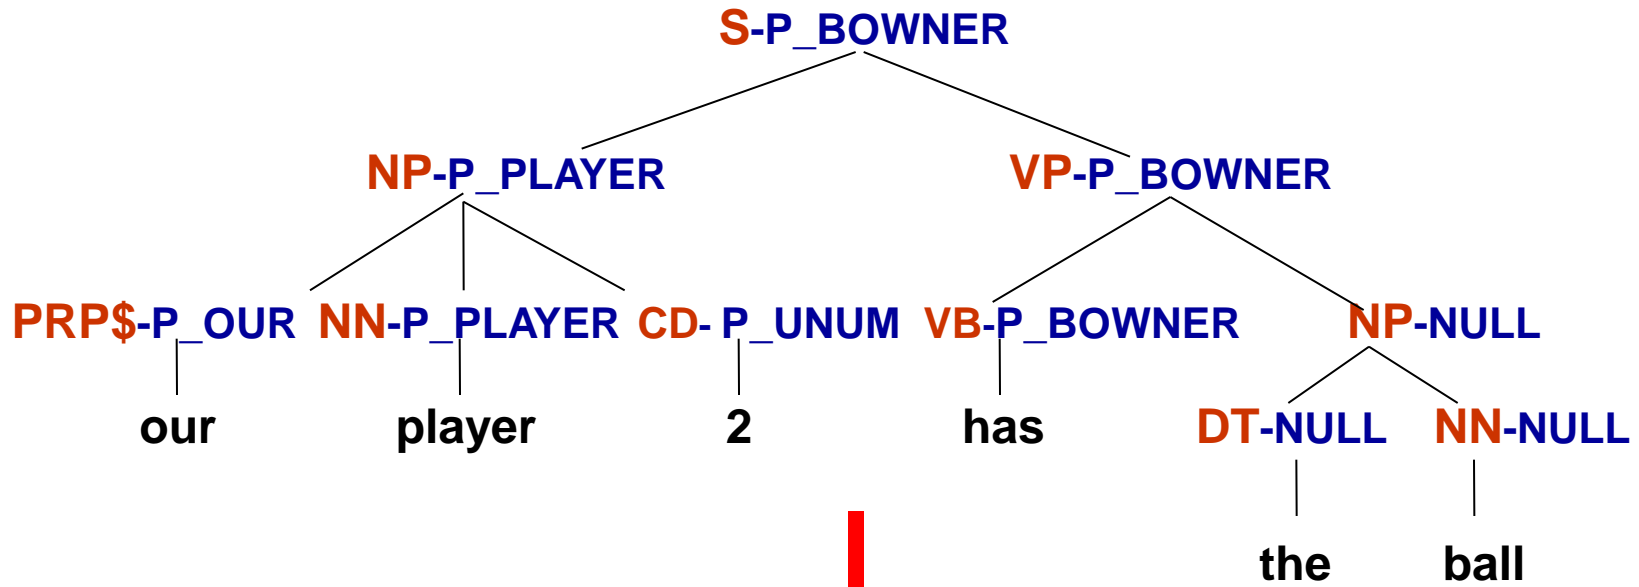 S-P_BOWNER
NP-P_PLAYER VP-P_BOWNER
PRP$-P_OUR NN-P_PLAYER CD- P_UNUM VB-P_BOWNER NP-NULL
our player 2 has DT-NULL NN-NULL
the ball